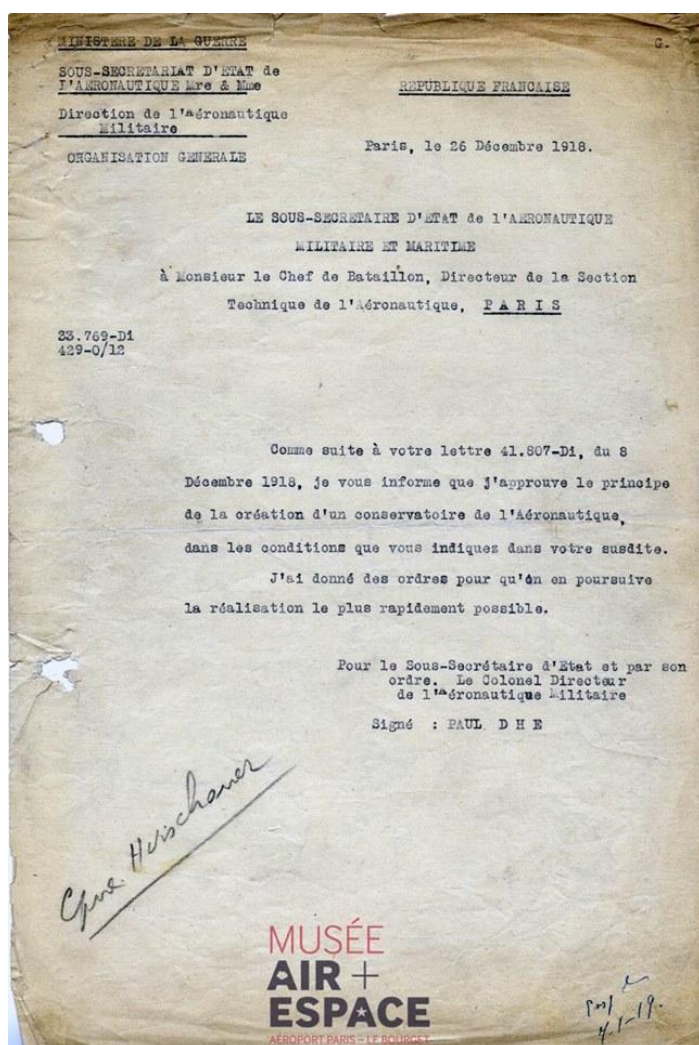 MINISTERE DE LA GUERRE
G.
SOUS-SECRETARIAT D'ETAT de
L'AERONAUTIQUE Mre & Mme
REPUBLIQUE FRANCAISE
Direction de l'Aéronautique
Militaire
ORGANISATION GENERALE
Paris, le 26 Décembre 1918.
LE SOUS-SECRETAIRE D'ETAT de l'AERONAUTIQUE
MILITAIRE ET MARITIME
à Monsieur le Chef de Bataillon, Directeur de la Section
Technique de l'Aéronautique, P A R I S
33.769-D1
429-0/12
Comme suite à votre lettre 41.807-D1, du 8
Décembre 1918, je vous informe que j'approuve le principe
de la création d'un conservatoire de l'Aéronautique,
dans les conditions que vous indiquez dans votre susdite.
J'ai donné des ordres pour qu'on en poursuive
la réalisation le plus rapidement possible.
Pour le Sous-Secrétaire d'Etat et par son
ordre. Le Colonel Directeur
de l'Aéronautique Militaire
Signé : PAUL D H E
MUSÉE
AIR +
ESPACE
AÉROPORT PARIS – LE BOURGET